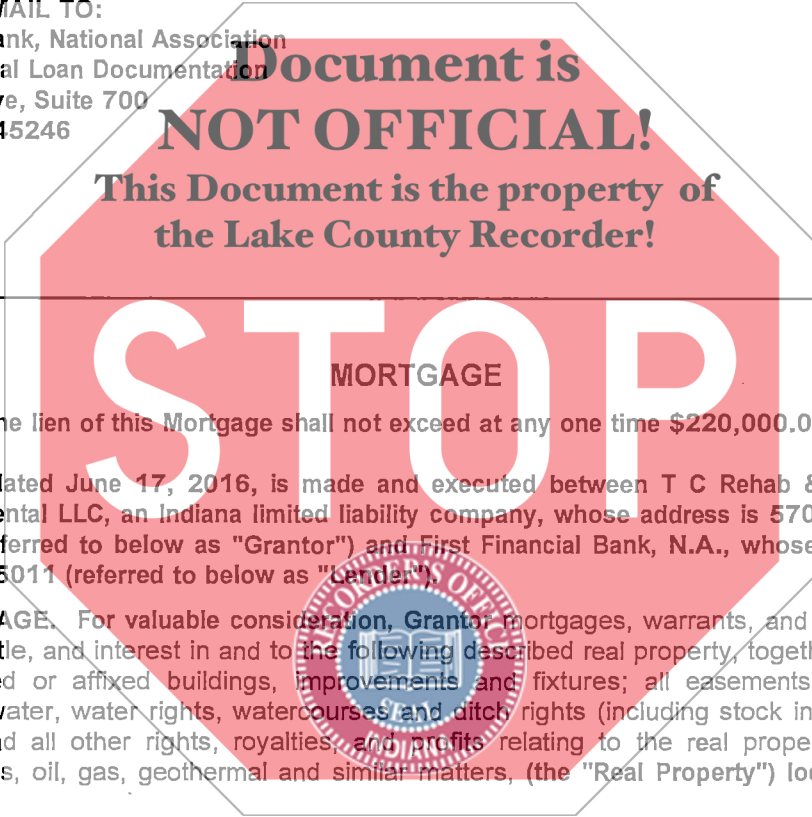 MAIL TO:
ank, National Association
al Loan Documentation
ve, Suite 700
45246
Document is
NOT OFFICIAL!
This Document is the property of
the Lake County Recorder!
STOP
MORTGAGE
he lien of this Mortgage shall not exceed at any one time $220,000.0
dated June 17, 2016, is made and executed between T C Rehab &
ental LLC, an Indiana limited liability company, whose address is 570
ferred to below as "Grantor") and First Financial Bank, N.A., whose
5011 (referred to below as "Lender").
AGE. For valuable consideration, Grantor mortgages, warrants, and
tle, and interest in and to the following described real property, togeth
d or affixed buildings, improvements and fixtures; all easements
vater, water rights, watercourses and ditch rights (including stock in
d all other rights, royalties, and profits relating to the real prope
s, oil, gas, geothermal and similar matters, (the "Real Property") loc
RECORDER'S OFFICE
SEAL
INDIANA